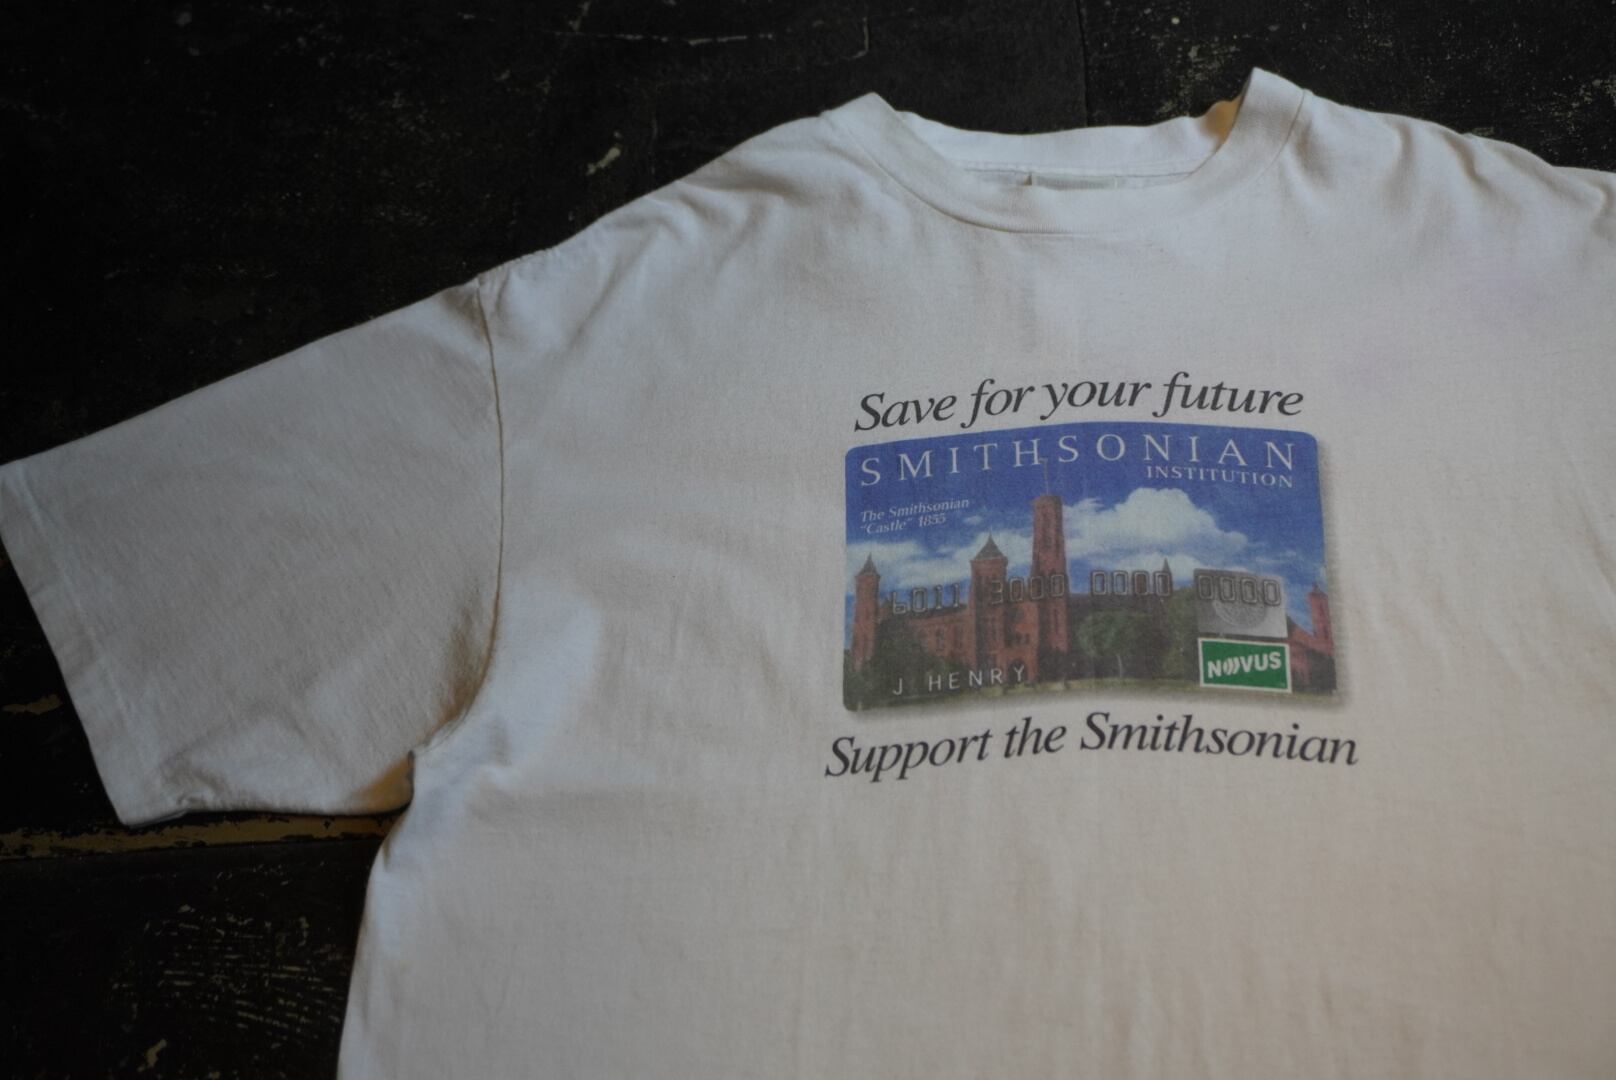 Save for your future
SMITHSONIAN
INSTITUTION
The Smithsonian
"Castle" 1855
6011 3000 0000 0000
NOVUS
J HENRY
Support the Smithsonian